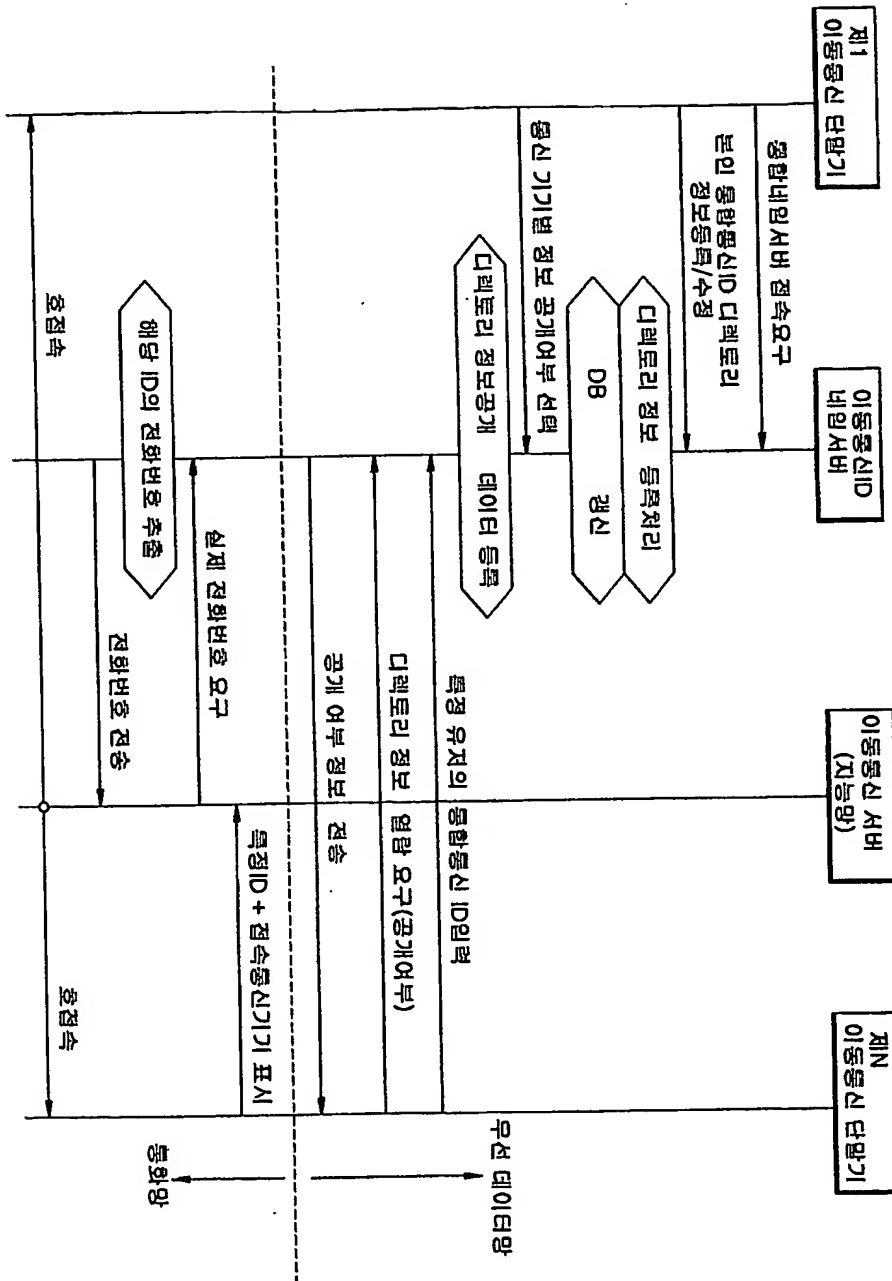 제1
이동통신 단말기
이동통신ID
네임서버
이동통신 서버
(지능망)
제N
이동통신 단말기
통합네임서버 접속요구
본인 통합통신ID 디렉토리
정보등록/수정
디렉토리 정보 등록처리
DB 갱신
통신 기기별 정보 공개여부 선택
디렉토리 정보공개 데이터 등록
특정 유저의 통합통신 ID입력
디렉토리 정보 열람 요구(공개여부)
공개 여부 정보 전송
무선 데이터망
통화망
특정ID + 접속통신기기 표시
실제 전화번호 요구
해당 ID의 전화번호 추출
전화번호 전송
호접속
호접속